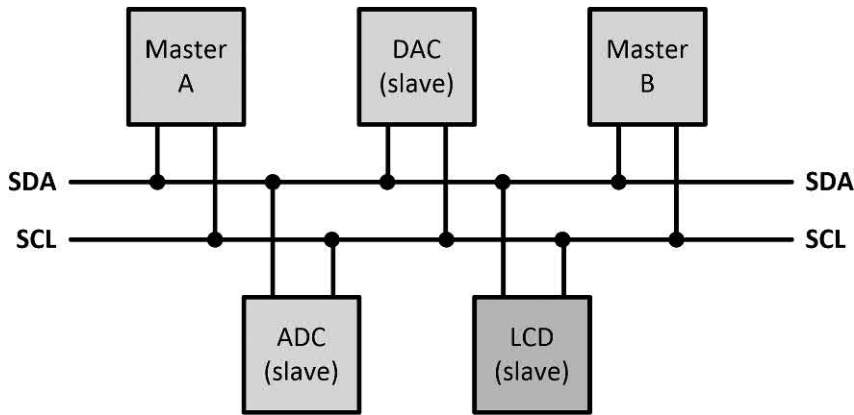 Master
A
DAC
(slave)
Master
B
SDA
SDA
SCL
SCL
ADC
(slave)
LCD
(slave)